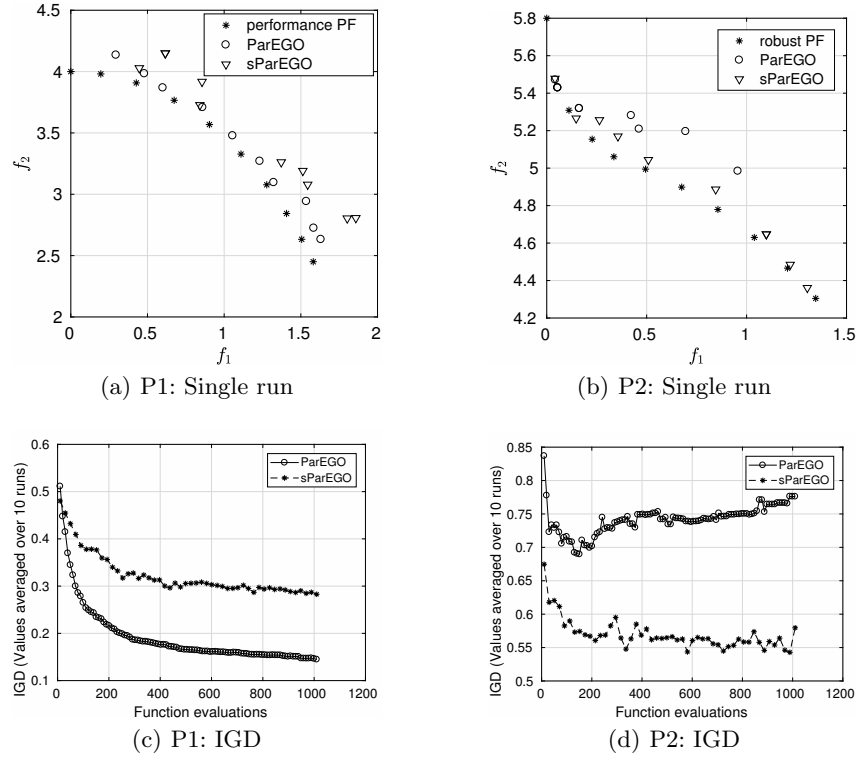 4.5
4
3.5
3
2.5
2
0
0.5
1
1.5
2
f2
f1
performance PF
ParEGO
sParEGO
(a) P1: Single run
5.8
5.6
5.4
5.2
5
4.8
4.6
4.4
4.2
0
0.5
1
1.5
f2
f1
robust PF
ParEGO
sParEGO
(b) P2: Single run
0.6
0.5
0.4
0.3
0.2
0.1
0
200
400
600
800
1000
1200
IGD (Values averaged over 10 runs)
Function evaluations
ParEGO
sParEGO
(c) P1: IGD
0.85
0.8
0.75
0.7
0.65
0.6
0.55
0.5
0
200
400
600
800
1000
1200
IGD (Values averaged over 10 runs)
Function evaluations
ParEGO
sParEGO
(d) P2: IGD